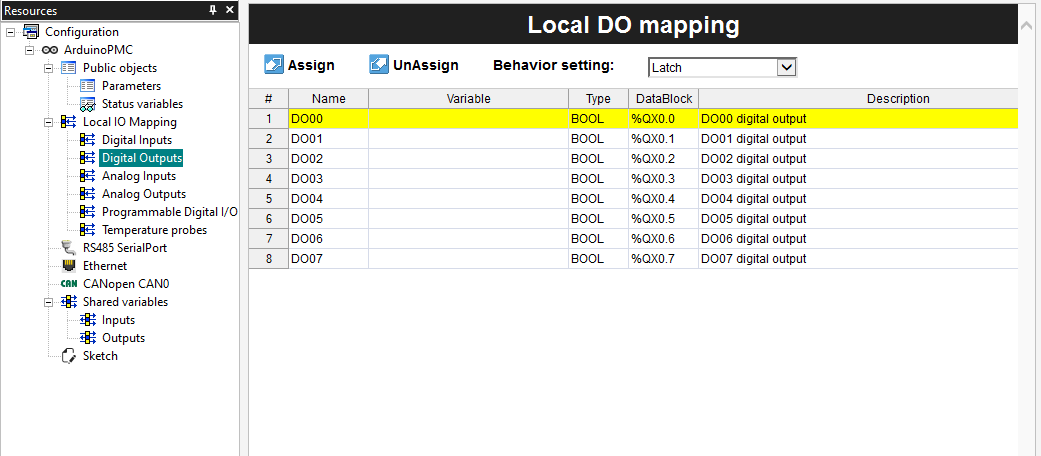 Resources
Configuration
ArduinoPMC
Public objects
Parameters
Status variables
Local IO Mapping
Digital Inputs
Digital Outputs
Analog Inputs
Analog Outputs
Programmable Digital I/O
Temperature probes
RS485 SerialPort
Ethernet
CAN CANopen CAN0
Shared variables
Inputs
Outputs
Sketch
Local DO mapping
Assign UnAssign Behavior setting: Latch
# Name Variable Type DataBlock Description
1 DO00 BOOL %QX0.0 DO00 digital output
2 DO01 BOOL %QX0.1 DO01 digital output
3 DO02 BOOL %QX0.2 DO02 digital output
4 DO03 BOOL %QX0.3 DO03 digital output
5 DO04 BOOL %QX0.4 DO04 digital output
6 DO05 BOOL %QX0.5 DO05 digital output
7 DO06 BOOL %QX0.6 DO06 digital output
8 DO07 BOOL %QX0.7 DO07 digital output